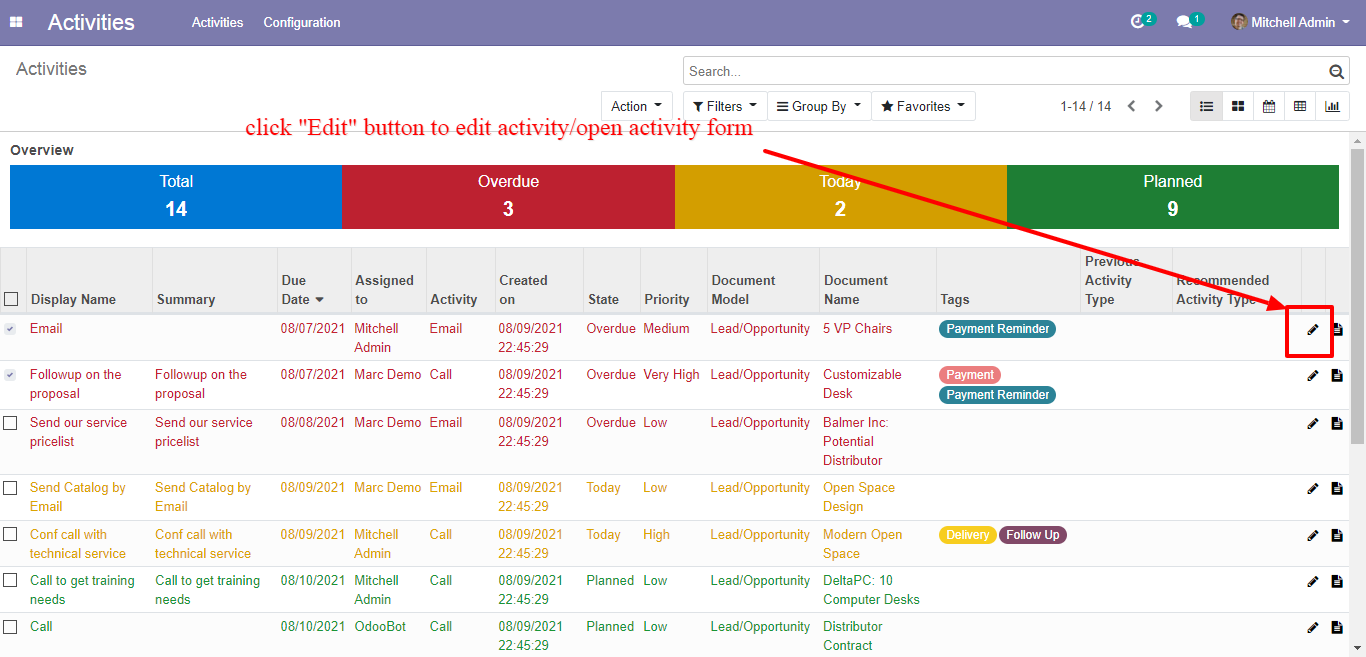 Activities Activities Configuration 2 1 Mitchell Admin
Activities Search...
Action Filters Group By Favorites 1-14 / 14
click "Edit" button to edit activity/open activity form
Overview
Total Overdue Today Planned
14 3 2 9
Display Name Summary Due Date Assigned to Activity Created on State Priority Document Model Document Name Tags Previous Activity Type Recommended Activity Type
Email 08/07/2021 Mitchell Email 08/09/2021 Overdue Medium Lead/Opportunity 5 VP Chairs Payment Reminder
Admin 22:45:29
Followup on the Followup on the 08/07/2021 Marc Demo Call 08/09/2021 Overdue Very High Lead/Opportunity Customizable Payment
proposal proposal 22:45:29 Desk Payment Reminder
Send our service Send our service 08/08/2021 Marc Demo Email 08/09/2021 Overdue Low Lead/Opportunity Balmer Inc:
pricelist pricelist 22:45:29 Potential
Distributor
Send Catalog by Send Catalog by 08/09/2021 Marc Demo Email 08/09/2021 Today Low Lead/Opportunity Open Space
Email Email 22:45:29 Design
Conf call with Conf call with 08/09/2021 Mitchell Call 08/09/2021 Today High Lead/Opportunity Modern Open Delivery Follow Up
technical service technical service Admin 22:45:29 Space
Call to get training Call to get training 08/10/2021 Mitchell Call 08/09/2021 Planned Low Lead/Opportunity DeltaPC: 10
needs needs Admin 22:45:29 Computer Desks
Call 08/10/2021 OdooBot Call 08/09/2021 Planned Low Lead/Opportunity Distributor
22:45:29 Contract